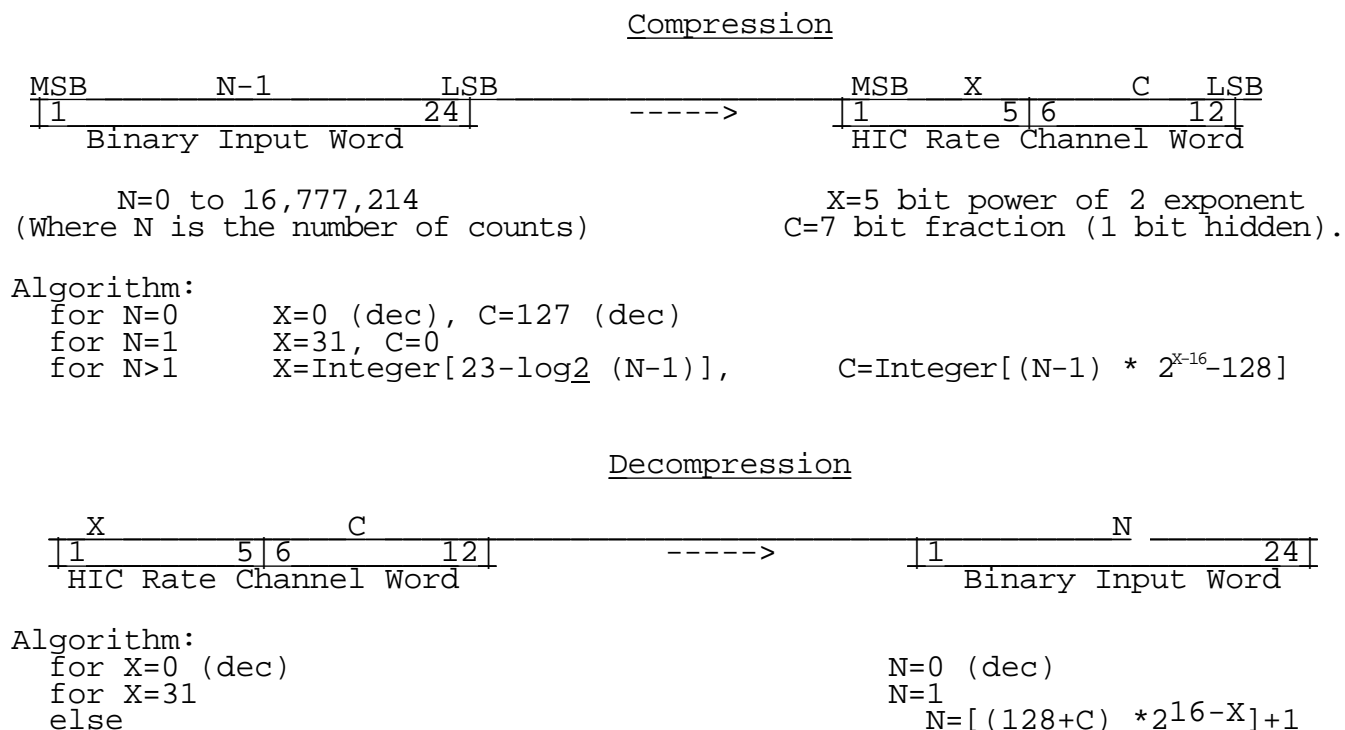 Compression
MSB N-1 LSB MSB X C LSB
|1 24| -----> |1 5|6 12|
Binary Input Word HIC Rate Channel Word
N=0 to 16,777,214 X=5 bit power of 2 exponent
(Where N is the number of counts) C=7 bit fraction (1 bit hidden).
Algorithm:
for N=0 X=0 (dec), C=127 (dec)
for N=1 X=31, C=0
for N>1 X=Integer[23-log2 (N-1)], C=Integer[(N-1) * 2^X-16-128]
Decompression
X C N
|1 5|6 12| -----> |1 24|
HIC Rate Channel Word Binary Input Word
Algorithm:
for X=0 (dec) N=0 (dec)
for X=31 N=1
else N=[(128+C) *2^16-X]+1